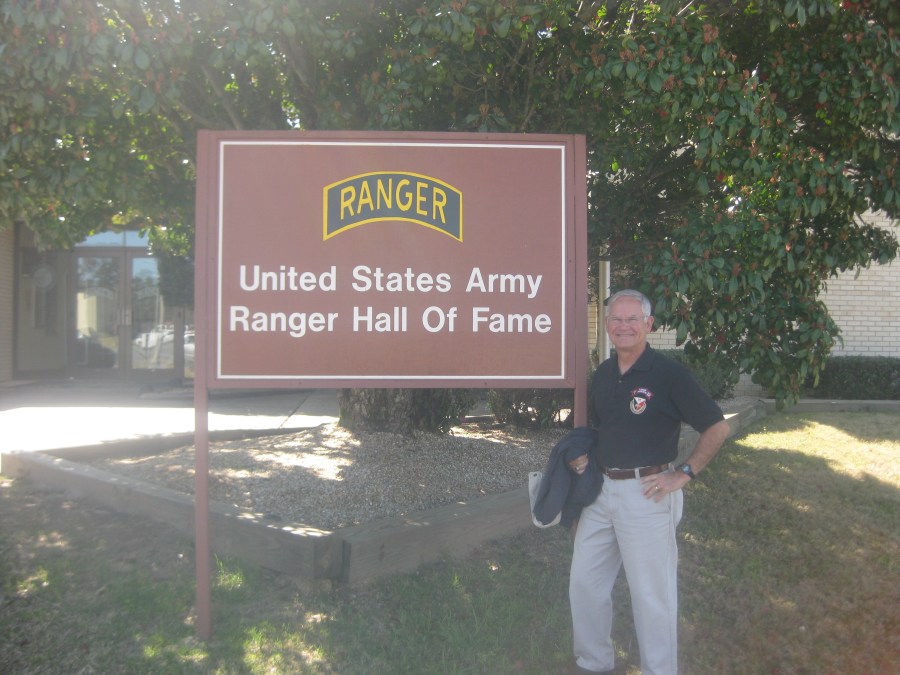 RANGER
United States Army
Ranger Hall Of Fame